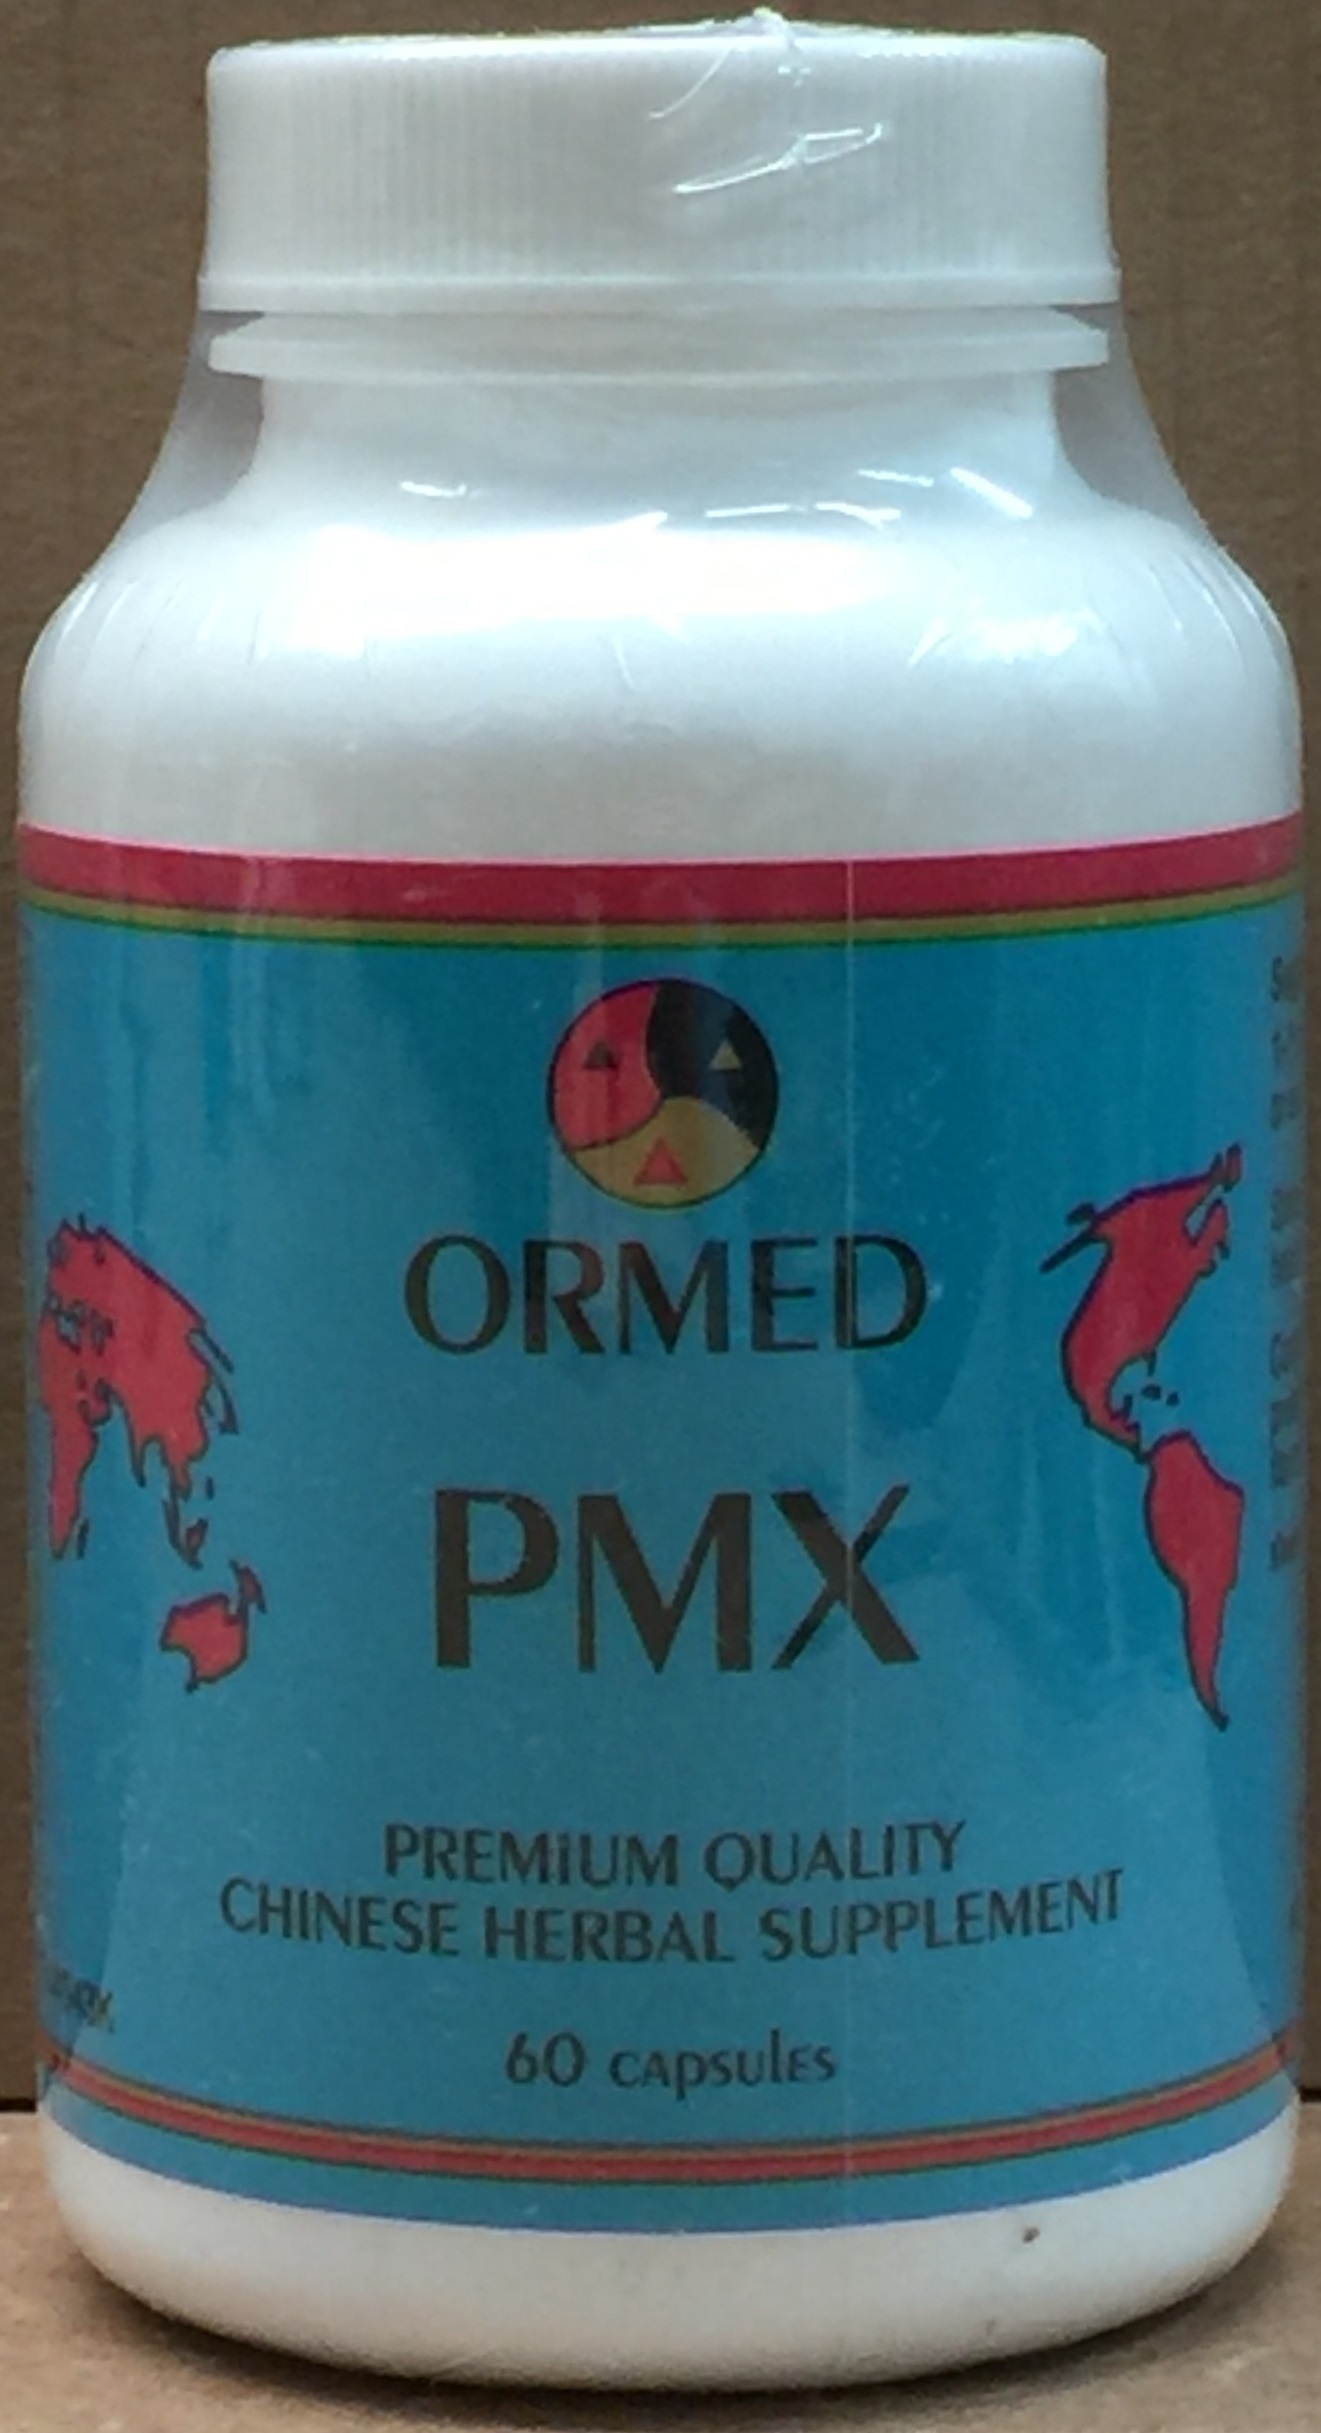 ORMED
PMX
PREMIUM QUALITY
CHINESE HERBAL SUPPLEMENT
60 capsules